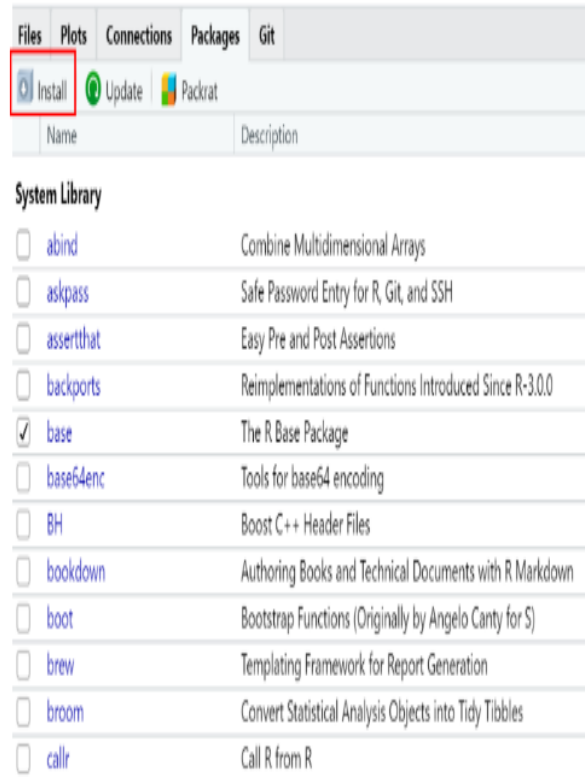 Files Plots Connections Packages Git
Install Update Packrat
Name Description
System Library
abind Combine Multidimensional Arrays
askpass Safe Password Entry for R, Git, and SSH
assertthat Easy Pre and Post Assertions
backports Reimplementations of Functions Introduced Since R-3.0.0
base The R Base Package
base64enc Tools for base64 encoding
BH Boost C++ Header Files
bookdown Authoring Books and Technical Documents with R Markdown
boot Bootstrap Functions (Originally by Angelo Canty for S)
brew Templating Framework for Report Generation
broom Convert Statistical Analysis Objects into Tidy Tibbles
callr Call R from R